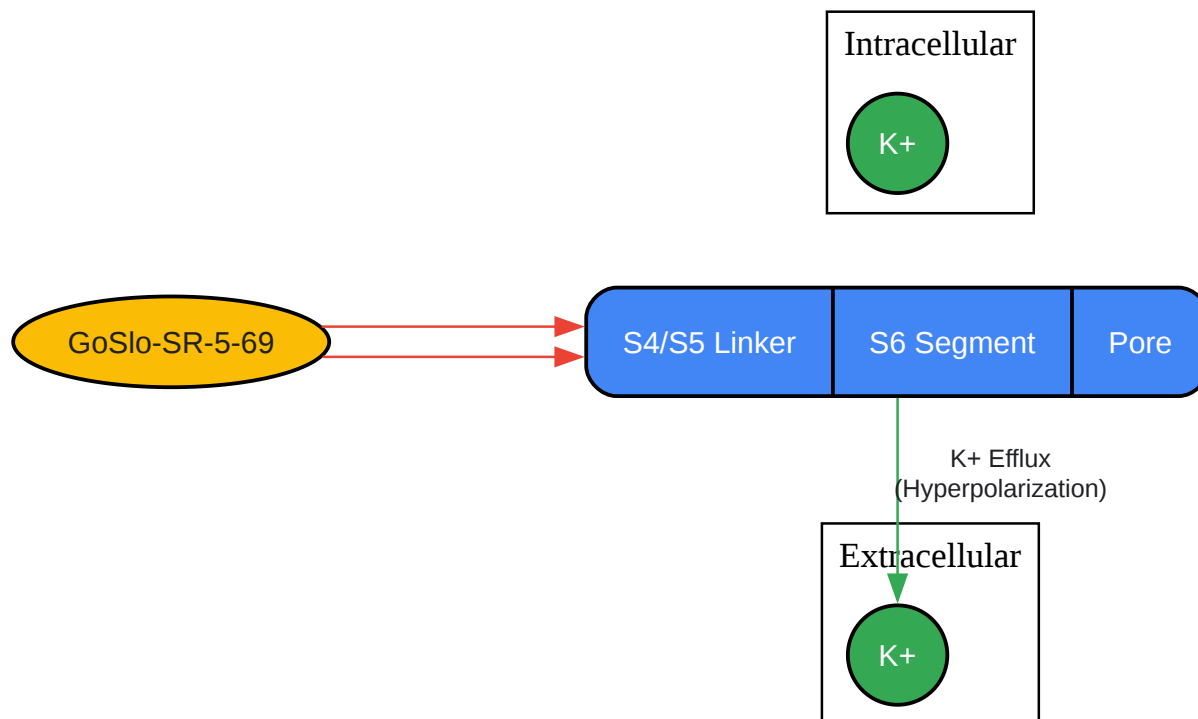 Intracellular
K+
GoSlo-SR-5-69
S4/S5 Linker
S6 Segment
Pore
K+ Efflux
(Hyperpolarization)
Extracellular
K+